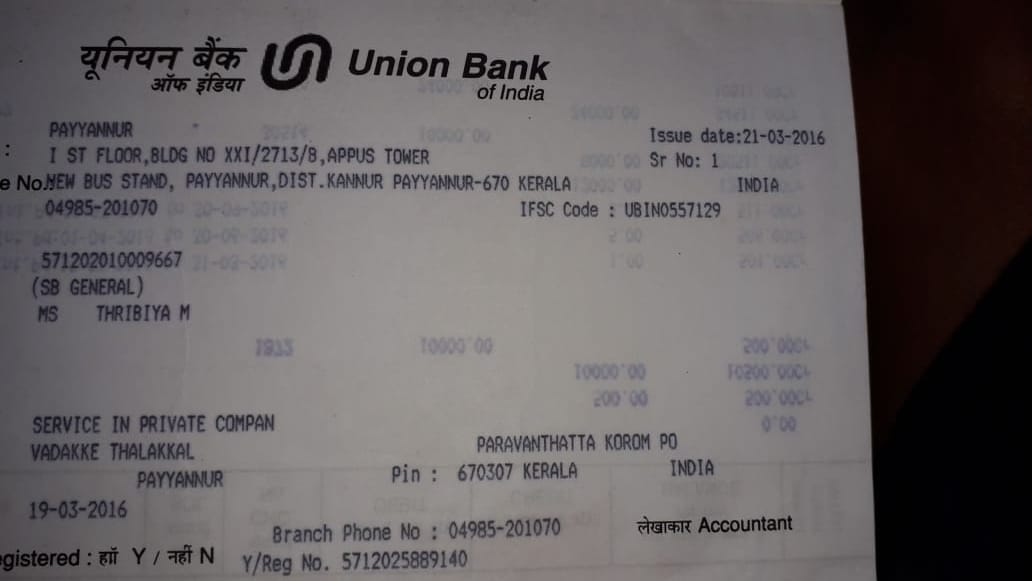 यूनियन बैंक Union Bank
ऑफ इंडिया of India
PAYYANNUR Issue date:21-03-2016
: I ST FLOOR,BLDG NO XXI/2713/8,APPUS TOWER Sr No: 1
e No. NEW BUS STAND, PAYYANNUR,DIST.KANNUR PAYYANNUR-670 KERALA INDIA
04985-201070 IFSC Code : UBIN0557129
571202010009667
(SB GENERAL)
MS THRIBIYA M
SERVICE IN PRIVATE COMPAN
VADAKKE THALAKKAL PARAVANTHATTA KOROM PO
PAYYANNUR Pin : 670307 KERALA INDIA
19-03-2016
Branch Phone No : 04985-201070 लेखाकार Accountant
egistered : हाँ Y / नहीं N Y/Reg No. 5712025889140